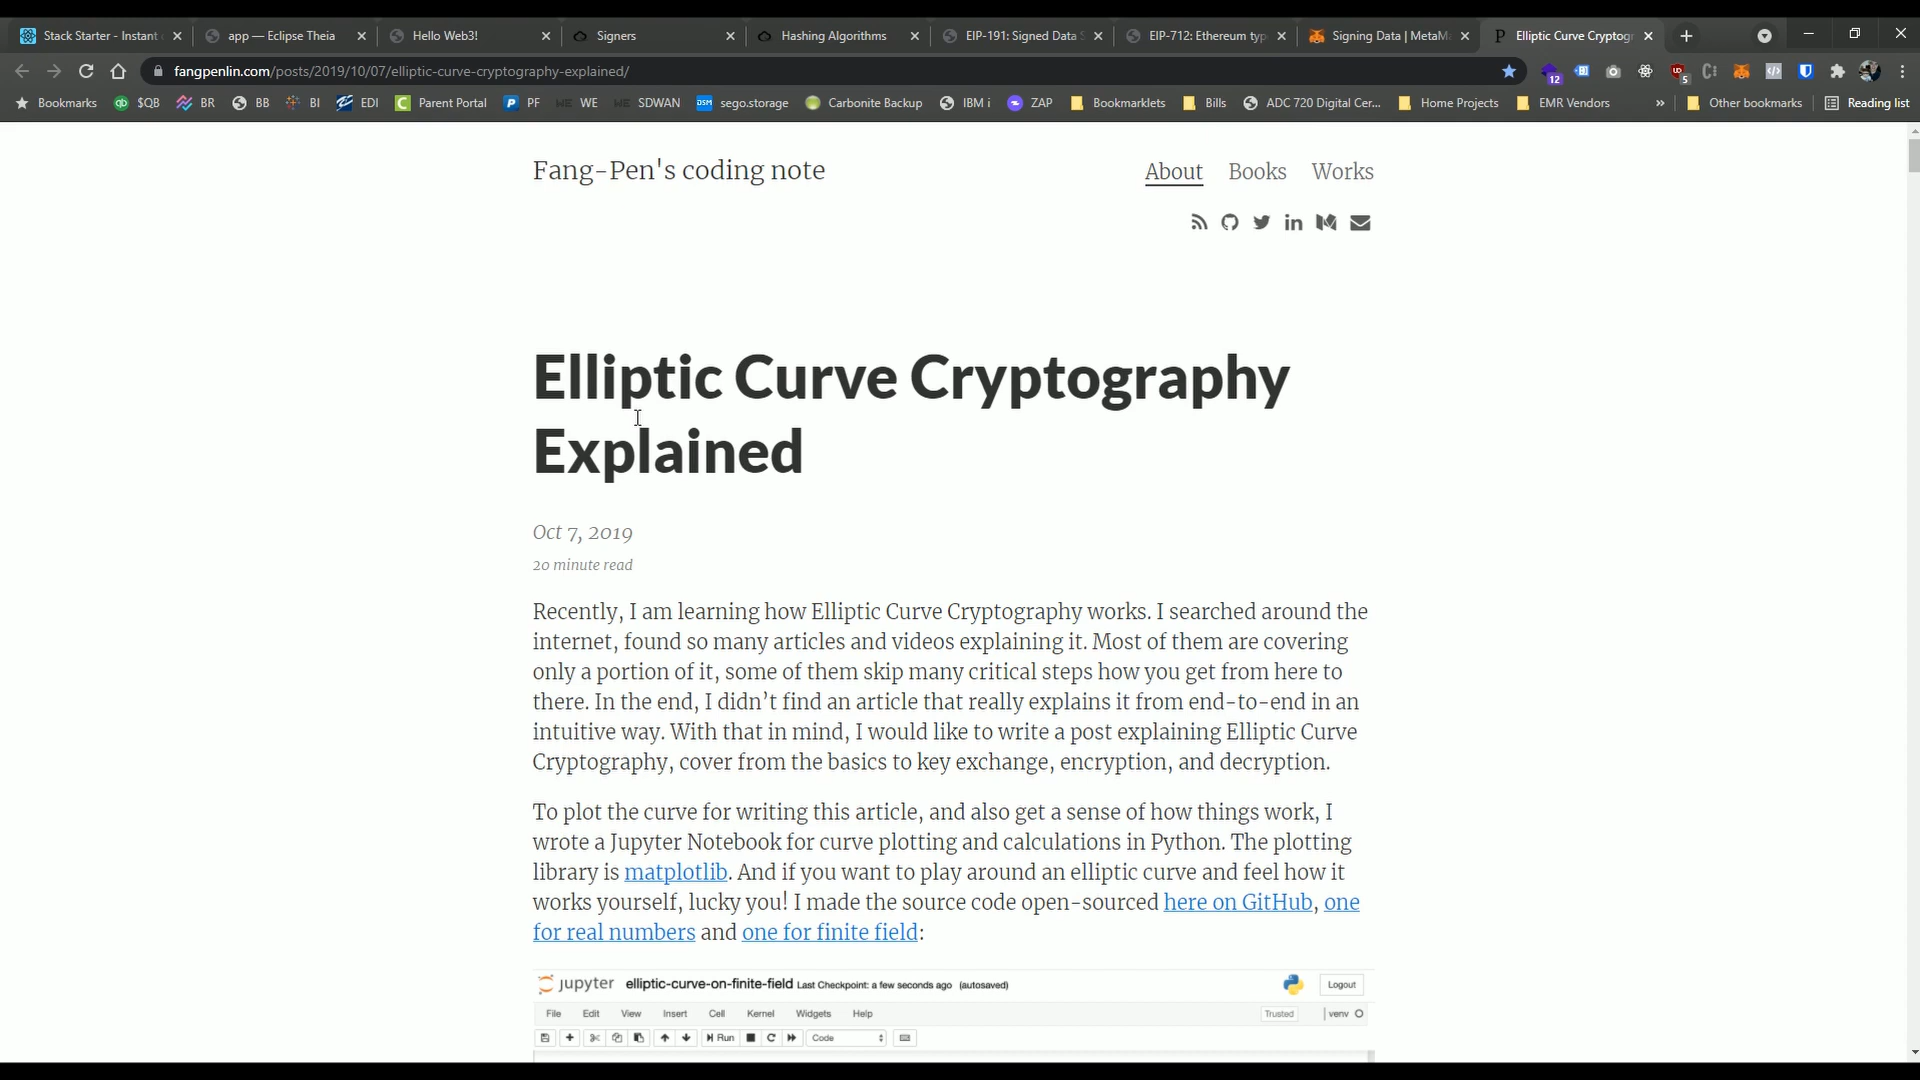 Stack Starter - Instant
app — Eclipse Theia
Hello Web3!
Signers
Hashing Algorithms
EIP-191: Signed Data S
EIP-712: Ethereum typ
Signing Data | MetaM
Elliptic Curve Cryptogr
fangpenlin.com/posts/2019/10/07/elliptic-curve-cryptography-explained/
12
5
Bookmarks
$QB
BR
BB
BI
EDI
Parent Portal
PF
WE
SDWAN
sego.storage
Carbonite Backup
IBM i
ZAP
Bookmarklets
Bills
ADC 720 Digital Cer...
Home Projects
EMR Vendors
»
Other bookmarks
Reading list
Fang-Pen's coding note
About Books Works
Elliptic Curve Cryptography
Explained
Oct 7, 2019
20 minute read
Recently, I am learning how Elliptic Curve Cryptography works. I searched around the
internet, found so many articles and videos explaining it. Most of them are covering
only a portion of it, some of them skip many critical steps how you get from here to
there. In the end, I didn’t find an article that really explains it from end-to-end in an
intuitive way. With that in mind, I would like to write a post explaining Elliptic Curve
Cryptography, cover from the basics to key exchange, encryption, and decryption.
To plot the curve for writing this article, and also get a sense of how things work, I
wrote a Jupyter Notebook for curve plotting and calculations in Python. The plotting
library is matplotlib. And if you want to play around an elliptic curve and feel how it
works yourself, lucky you! I made the source code open-sourced here on GitHub, one
for real numbers and one for finite field:
jupyter elliptic-curve-on-finite-field Last Checkpoint: a few seconds ago (autosaved)
Logout
File Edit View Insert Cell Kernel Widgets Help
Trusted
venv
Run
Code